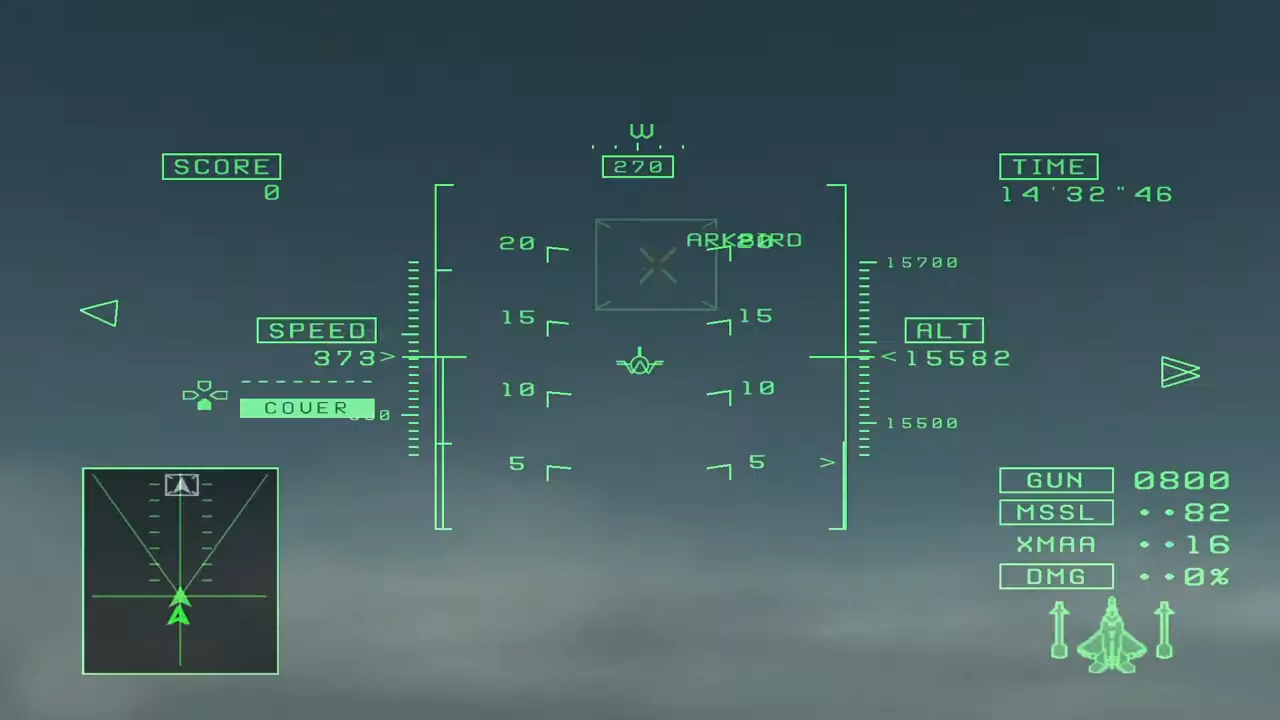 W
270
SCORE
0
TIME
14'32"46
ARKBIRD
20 20
15700
15 15
SPEED
373>
ALT
<15582
10 10
COVER
15500
5 5
>
GUN 0800
MSSL ··82
XMAA ··16
DMG ··0%